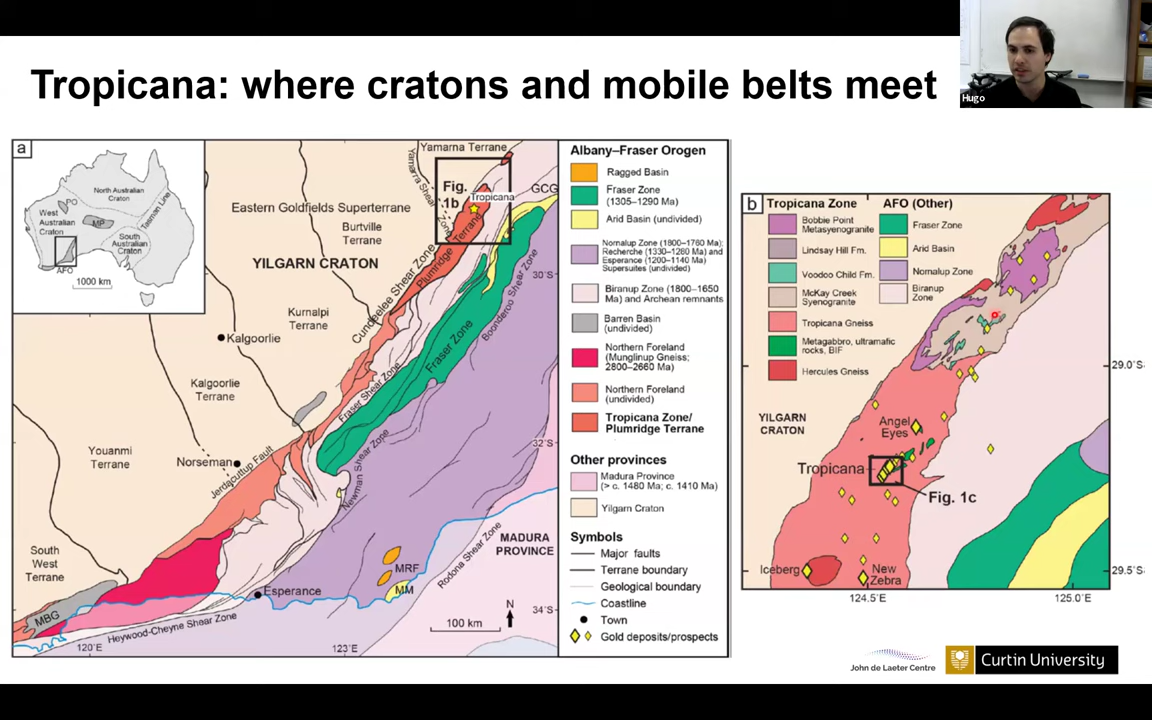 Tropicana: where cratons and mobile belts meet
Hugo
a
North Australian
Craton
West
Australian
Craton
PO
MP
South
Australian
Craton
Tasman Line
AFO
1000 km
Yamarna Terrane
Yamarna Shear Zone
Fig.
1b
Tropicana
GCG
Eastern Goldfields Superterrane
Burtville
Terrane
YILGARN CRATON
Plumridge Terrane
Cundeelee Shear Zone
30˚S
Kurnalpi
Terrane
Kalgoorlie
Boonderoo Shear Zone
Fraser Zone
Fraser Shear Zone
Kalgoorlie
Terrane
Youanmi
Terrane
Norseman
Jerdacuttup Fault
32˚S
Newman Shear Zone
South
West
Terrane
MADURA
PROVINCE
Rodona Shear Zone
MRF
MM
Esperance
MBG
Heywood-Cheyne Shear Zone
34˚S
N
100 km
120˚E
123˚E
Albany–Fraser Orogen
Ragged Basin
Fraser Zone
(1305–1290 Ma)
Arid Basin (undivided)
Nornalup Zone (1800–1760 Ma);
Recherche (1330–1280 Ma) and
Esperance (1200–1140 Ma)
Supersuites (undivided)
Biranup Zone (1800–1650
Ma) and Archean remnants
Barren Basin
(undivided)
Northern Foreland
(Munglinup Gneiss;
2800–2660 Ma)
Northern Foreland
(undivided)
Tropicana Zone/
Plumridge Terrane
Other provinces
Madura Province
(> c. 1480 Ma; c. 1410 Ma)
Yilgarn Craton
Symbols
Major faults
Terrane boundary
Geological boundary
Coastline
Town
Gold deposits/prospects
b
Tropicana Zone
Bobbie Point
Metasyenogranite
Lindsay Hill Fm.
Voodoo Child Fm.
McKay Creek
Syenogranite
Tropicana Gneiss
Metagabbro, ultramafic
rocks, BIF
Hercules Gneiss
AFO (Other)
Fraser Zone
Arid Basin
Nornalup Zone
Biranup
Zone
29.0˚S
YILGARN
CRATON
Angel
Eyes
Tropicana
Fig. 1c
Iceberg
New
Zebra
29.5˚S
124.5˚E
125.0˚E
John de Laeter Centre
Curtin University